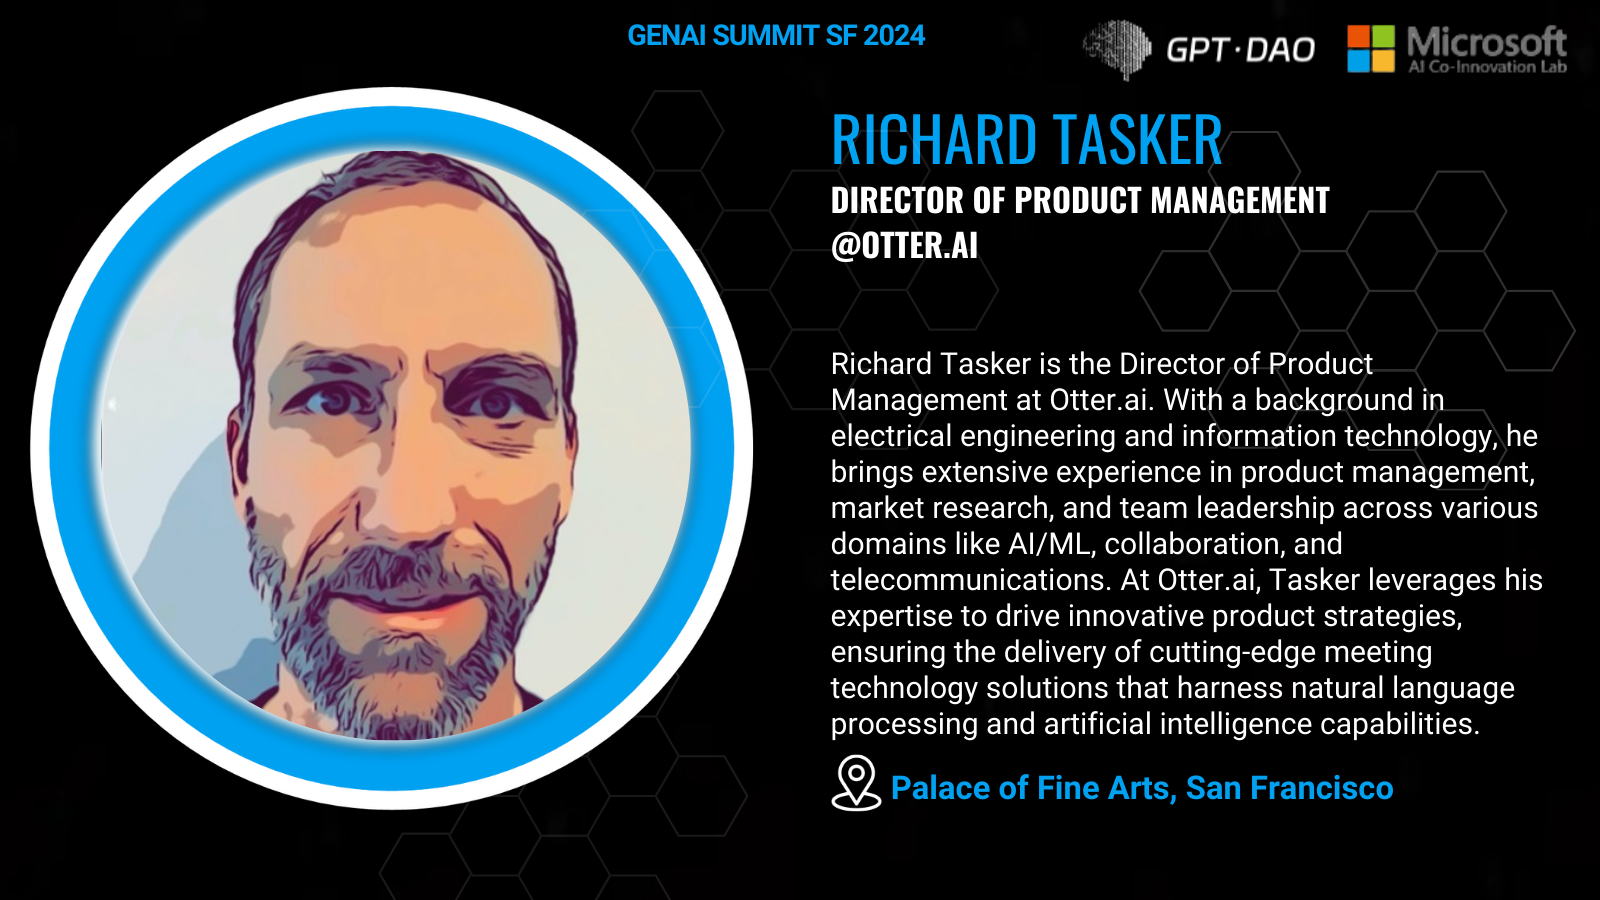 GENAI SUMMIT SF 2024
GPT·DAO
Microsoft
AI Co-Innovation Lab
RICHARD TASKER
DIRECTOR OF PRODUCT MANAGEMENT
@OTTER.AI
Richard Tasker is the Director of Product
Management at Otter.ai. With a background in
electrical engineering and information technology, he
brings extensive experience in product management,
market research, and team leadership across various
domains like AI/ML, collaboration, and
telecommunications. At Otter.ai, Tasker leverages his
expertise to drive innovative product strategies,
ensuring the delivery of cutting-edge meeting
technology solutions that harness natural language
processing and artificial intelligence capabilities.
Palace of Fine Arts, San Francisco